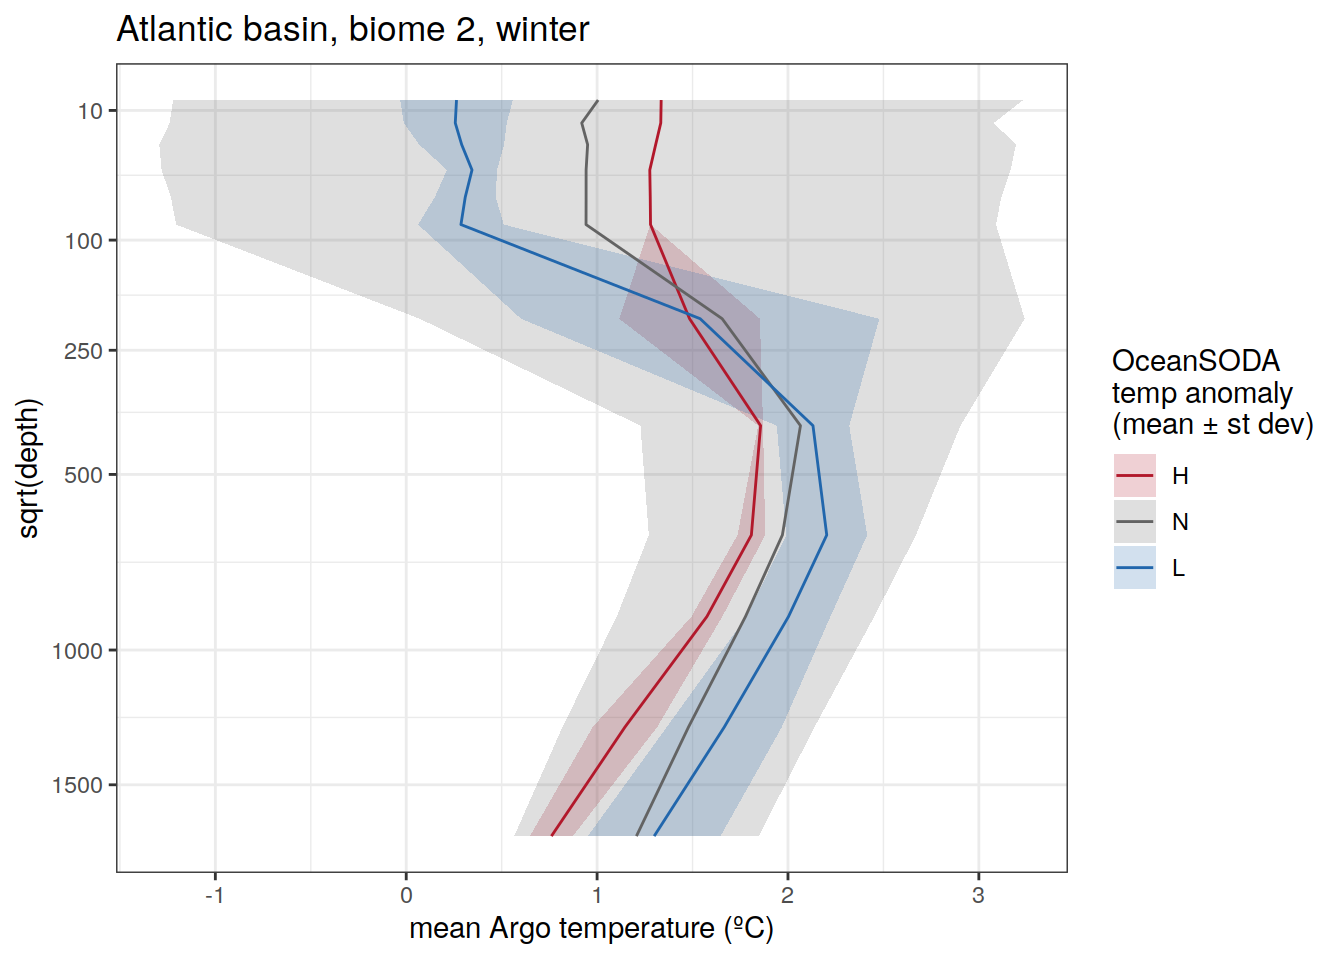 Atlantic basin, biome 2, winter
10
100
250
500
1000
1500
sqrt(depth)
-1 0 1 2 3
mean Argo temperature (ºC)
OceanSODA
temp anomaly
(mean ± st dev)
H
N
L